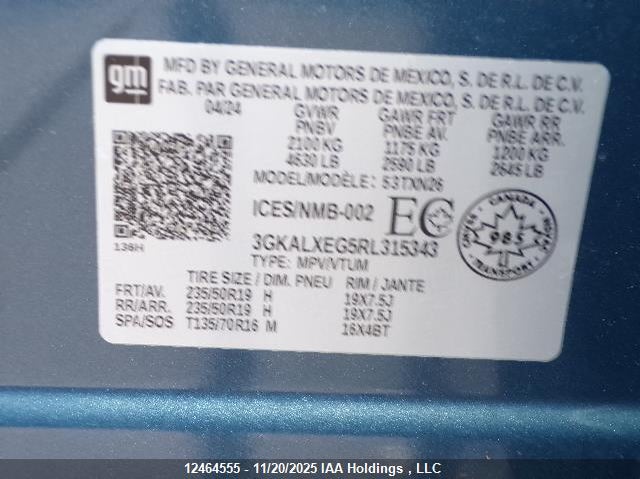 gm
MFD BY GENERAL MOTORS DE MEXICO, S. DE R.L. DE C.V.
FAB. PAR GENERAL MOTORS DE MEXICO, S. DE R.L. DE C.V.
04/24 GVWR GAWR FRT GAWR RR
PNBV PNBE AV. PNBE ARR.
2100 KG 1175 KG 1200 KG
4630 LB 2590 LB 2645 LB
MODEL/MODÈLE: 53TXN26
ICES/NMB-002 EC
985
TRANSPORT
136H
3GKALXEG5RL315343
TYPE: MPV/VTUM
TIRE SIZE / DIM. PNEU RIM / JANTE
FRT/AV. 235/50R19 H 19X7.5J
RR/ARR. 235/50R19 H 19X7.5J
SPA/SOS T135/70R16 M 16X4BT
12464555 - 11/20/2025 IAA Holdings , LLC